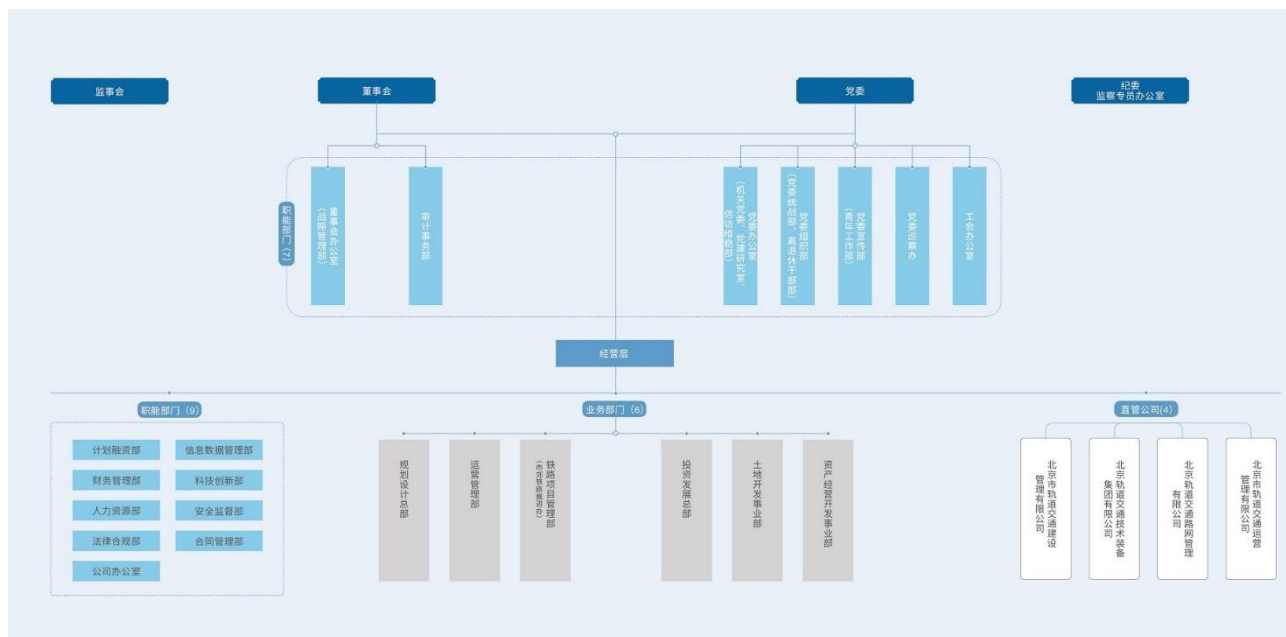 监事会
董事会
党委
纪委
监察专员办公室
职能部门（7）
董事会办公室
（战略管理部）
审计事务部
党委办公室
（机关党委、党建研究室、
信访维稳部）
党委组织部
（党委统战部、离退休干部部）
党委宣传部
（青年工作部）
党委巡察办
工会办公室
经营层
职能部门（9）
业务部门（6）
直管公司(4)
计划融资部
信息数据管理部
财务管理部
科技创新部
人力资源部
安全监督部
法律合规部
合同管理部
公司办公室
规划设计总部
运营管理部
铁路项目管理部
（市郊铁路推进办）
投资发展总部
土地开发事业部
资产经营开发事业部
北京市轨道交通建设
管理有限公司
北京轨道交通技术装备
集团有限公司
北京轨道交通路网管理
有限公司
北京市轨道交通运营
管理有限公司